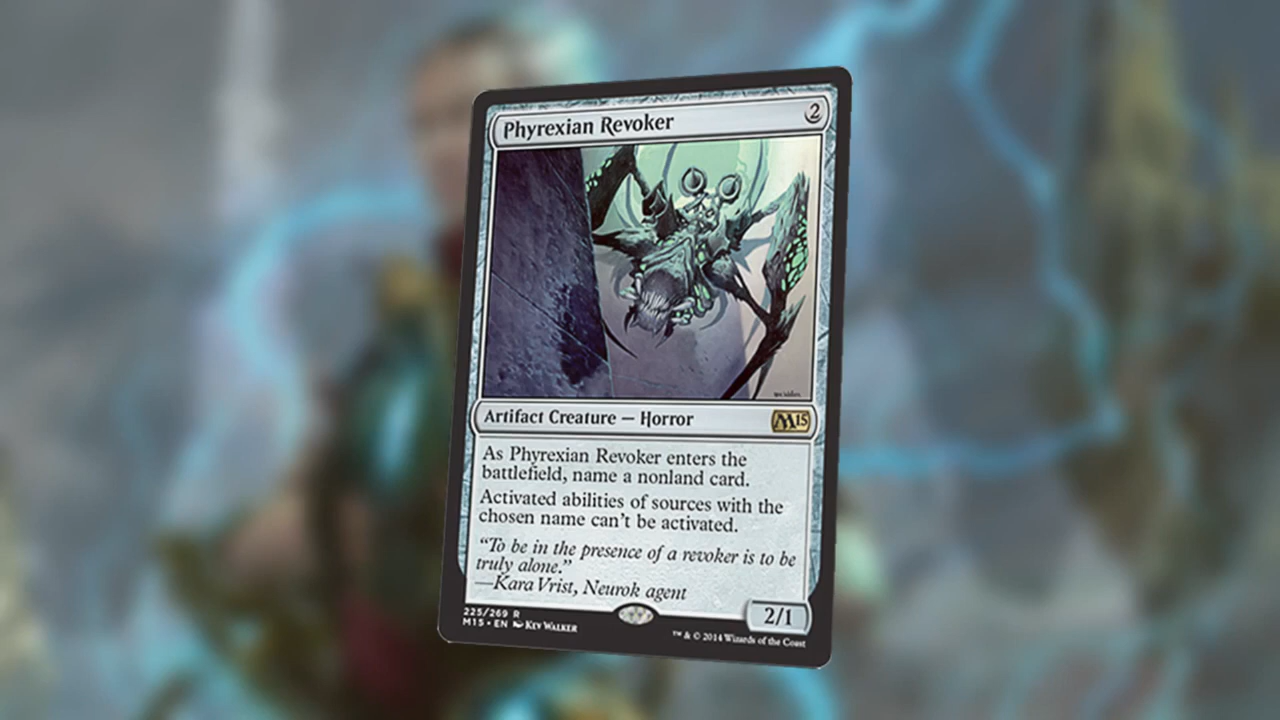 Phyrexian Revoker 2
Artifact Creature — Horror M15
As Phyrexian Revoker enters the
battlefield, name a nonland card.
Activated abilities of sources with the
chosen name can't be activated.
“To be in the presence of a revoker is to be
truly alone.”
—Kara Vrist, Neurok agent
2/1
225/269 R
M15 • EN Kev Walker
™ & © 2014 Wizards of the Coast